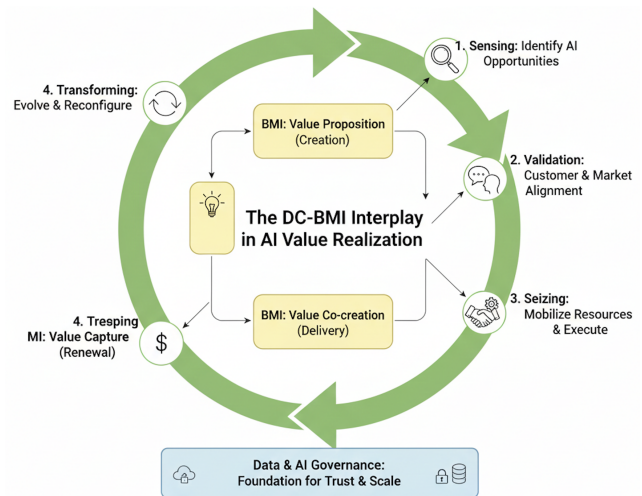 1. Sensing: Identify AI
Opportunities
4. Transforming:
Evolve & Reconfigure
BMI: Value Proposition
(Creation)
2. Validation:
Customer & Market
Alignment
The DC-BMI Interplay
in AI Value Realization
3. Seizing:
Mobilize Resources
& Execute
BMI: Value Co-creation
(Delivery)
4. Tresping
MI: Value Capture
(Renewal)
$
Data & AI Governance:
Foundation for Trust & Scale